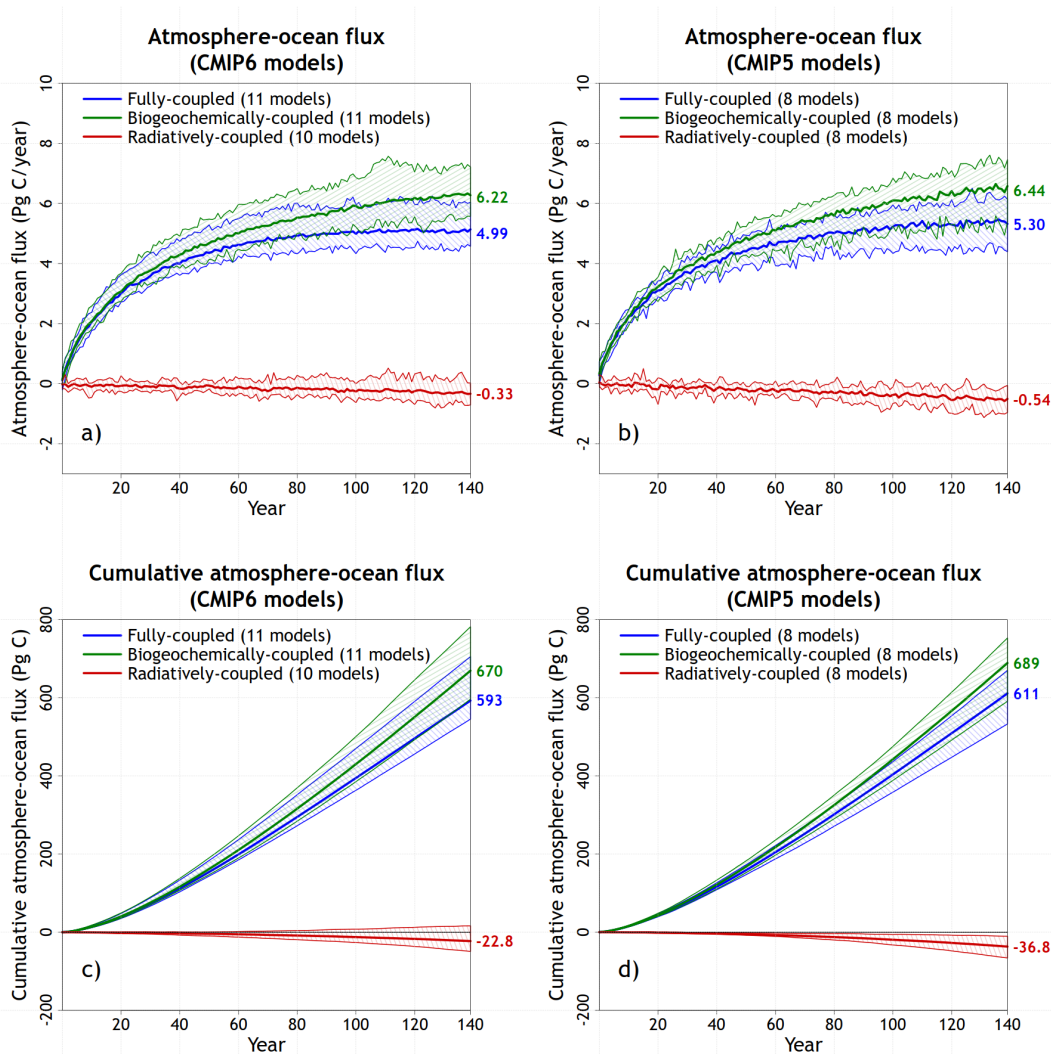 Atmosphere-ocean flux
(CMIP6 models)
Atmosphere-ocean flux (Pg C/year)
10
8
6
4
2
0
-2
Fully-coupled (11 models)
Biogeochemically-coupled (11 models)
Radiatively-coupled (10 models)
6.22
4.99
-0.33
a)
20 40 60 80 100 120 140
Year
Atmosphere-ocean flux
(CMIP5 models)
Atmosphere-ocean flux (Pg C/year)
10
8
6
4
2
0
-2
Fully-coupled (8 models)
Biogeochemically-coupled (8 models)
Radiatively-coupled (8 models)
6.44
5.30
-0.54
b)
20 40 60 80 100 120 140
Year
Cumulative atmosphere-ocean flux
(CMIP6 models)
Cumulative atmosphere-ocean flux (Pg C)
800
600
400
200
0
-200
Fully-coupled (11 models)
Biogeochemically-coupled (11 models)
Radiatively-coupled (10 models)
670
593
-22.8
c)
20 40 60 80 100 120 140
Year
Cumulative atmosphere-ocean flux
(CMIP5 models)
Cumulative atmosphere-ocean flux (Pg C)
800
600
400
200
0
-200
Fully-coupled (8 models)
Biogeochemically-coupled (8 models)
Radiatively-coupled (8 models)
689
611
-36.8
d)
20 40 60 80 100 120 140
Year